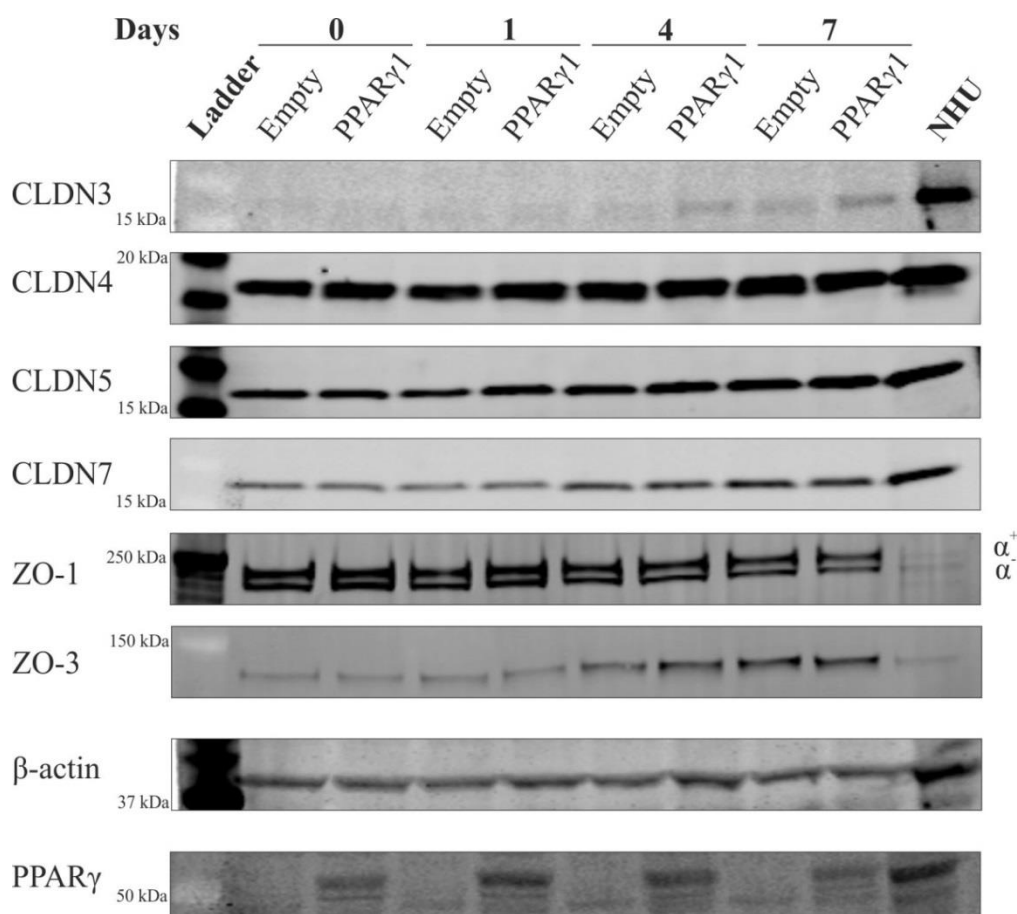 Days 0 1 4 7
Ladder Empty PPARγ1 Empty PPARγ1 Empty PPARγ1 Empty PPARγ1 NHU
CLDN3
15 kDa
20 kDa
CLDN4
CLDN5
15 kDa
CLDN7
15 kDa
250 kDa
ZO-1
α+
α-
150 kDa
ZO-3
β-actin
37 kDa
PPARγ
50 kDa